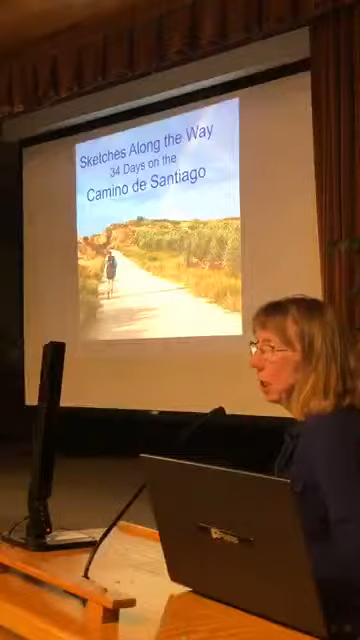 Sketches Along the Way
34 Days on the
Camino de Santiago